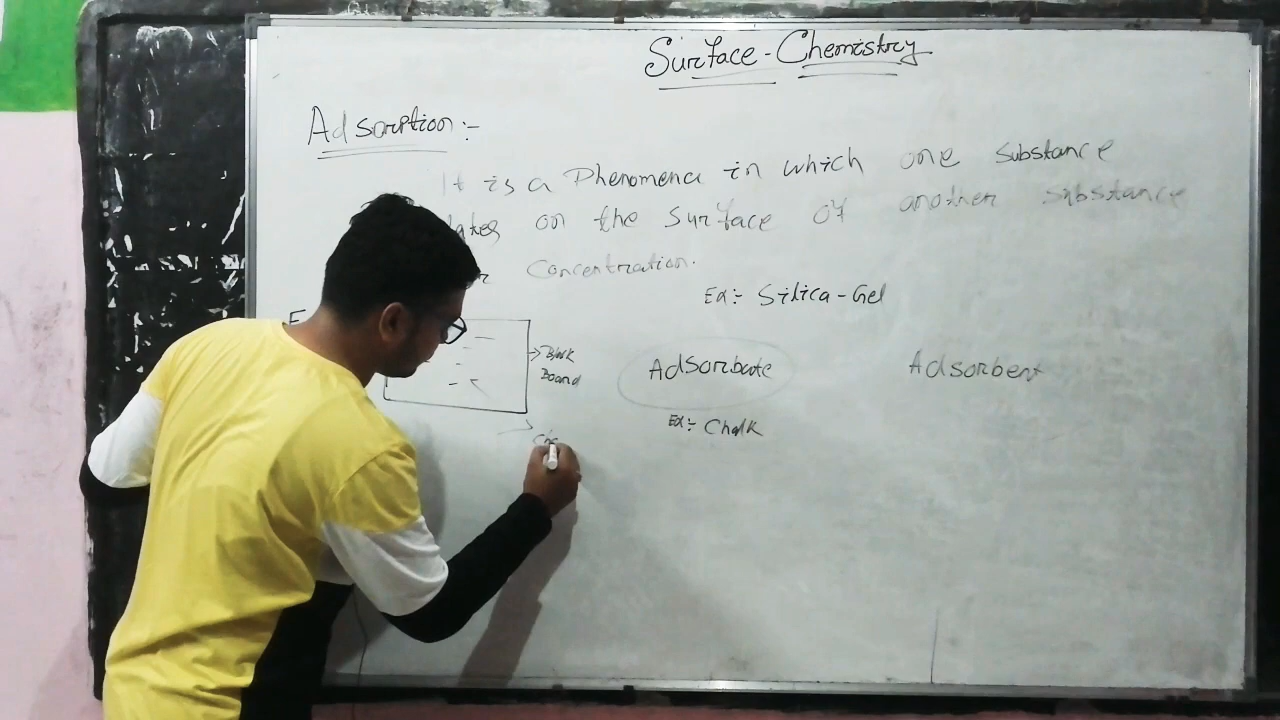 Surface-Chemistry
Adsorption:-
It is a Phenomena in which one substance
on the surface of another substance
Concentration.
Ex:- Silica-Gel
Board
Adsorbate
Adsorbent
Ex:- Chalk